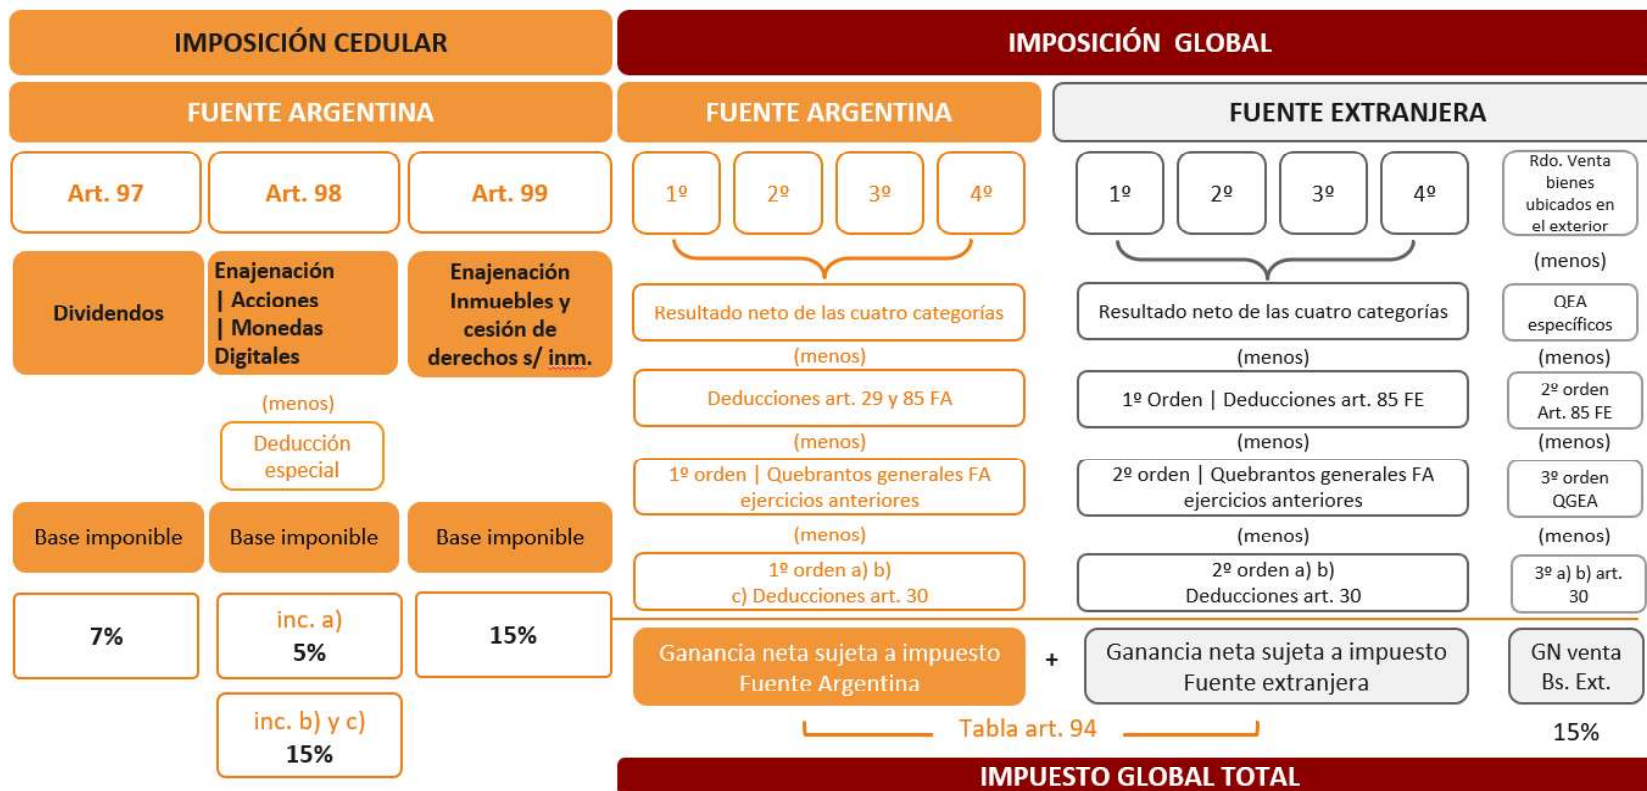 IMPOSICIÓN CEDULAR
IMPOSICIÓN GLOBAL
FUENTE ARGENTINA
FUENTE ARGENTINA
FUENTE EXTRANJERA
Art. 97
Art. 98
Art. 99
1º
2º
3º
4º
1º
2º
3º
4º
Rdo. Venta
bienes
ubicados en
el exterior
Dividendos
Enajenación
| Acciones
| Monedas
Digitales
Enajenación
Inmuebles y
cesión de
derechos s/ inm.
Resultado neto de las cuatro categorías
Resultado neto de las cuatro categorías
(menos)
QEA
específicos
(menos)
(menos)
(menos)
(menos)
Deducción
especial
Deducciones art. 29 y 85 FA
1º Orden | Deducciones art. 85 FE
2º orden
Art. 85 FE
(menos)
(menos)
(menos)
1º orden | Quebrantos generales FA
ejercicios anteriores
2º orden | Quebrantos generales FA
ejercicios anteriores
3º orden
QGEA
Base imponible
Base imponible
Base imponible
(menos)
(menos)
(menos)
1º orden a) b)
c) Deducciones art. 30
2º orden a) b)
Deducciones art. 30
3º a) b) art.
30
7%
inc. a)
5%
15%
inc. b) y c)
15%
Ganancia neta sujeta a impuesto
Fuente Argentina
+
Ganancia neta sujeta a impuesto
Fuente extranjera
GN venta
Bs. Ext.
Tabla art. 94
15%
IMPUESTO GLOBAL TOTAL